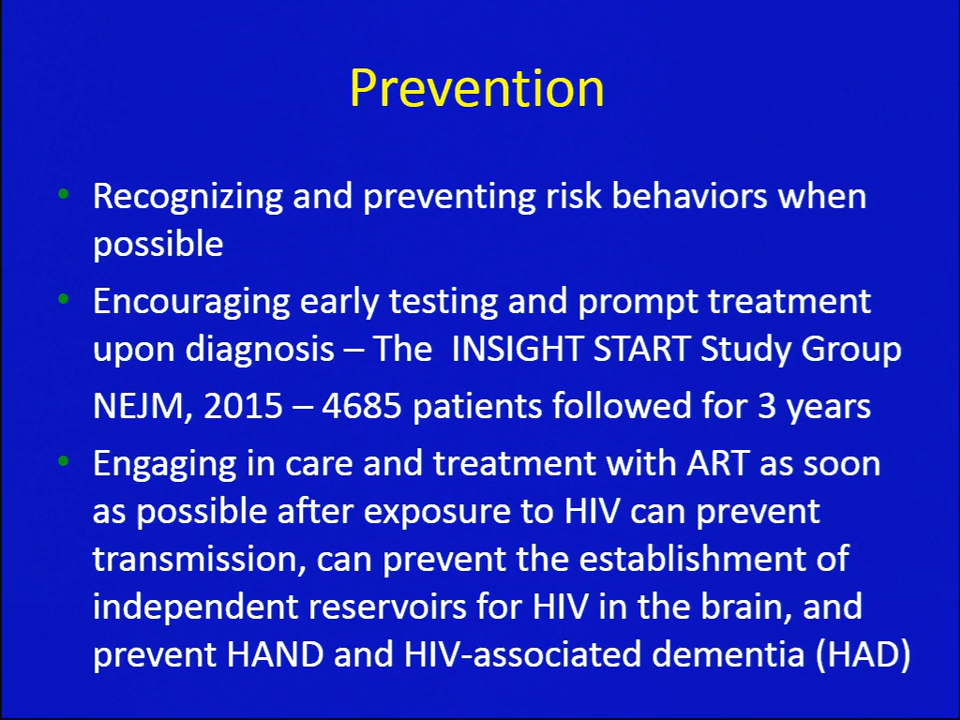 Prevention
• Recognizing and preventing risk behaviors when
possible
• Encouraging early testing and prompt treatment
upon diagnosis – The  INSIGHT START Study Group
NEJM, 2015 – 4685 patients followed for 3 years
• Engaging in care and treatment with ART as soon
as possible after exposure to HIV can prevent
transmission, can prevent the establishment of
independent reservoirs for HIV in the brain, and
prevent HAND and HIV-associated dementia (HAD)